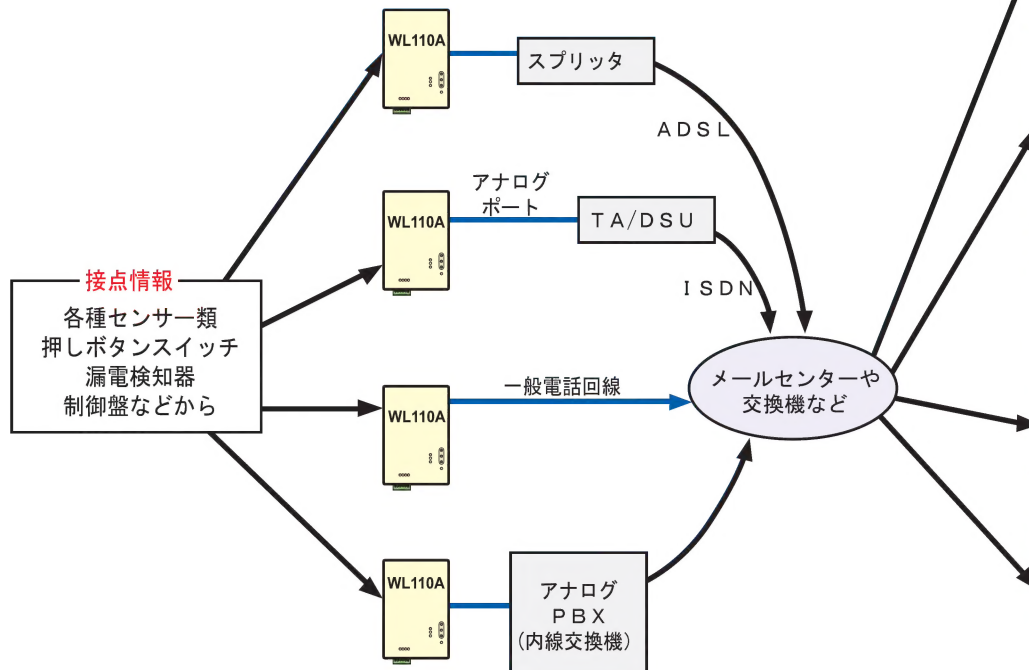 WL110A
スプリッタ
ADSL
アナログ
ポート
WL110A
TA/DSU
ISDN
接点情報
各種センサー類
押しボタンスイッチ
漏電検知器
制御盤などから
一般電話回線
WL110A
メールセンターや
交換機など
WL110A
アナログ
PBX
(内線交換機)